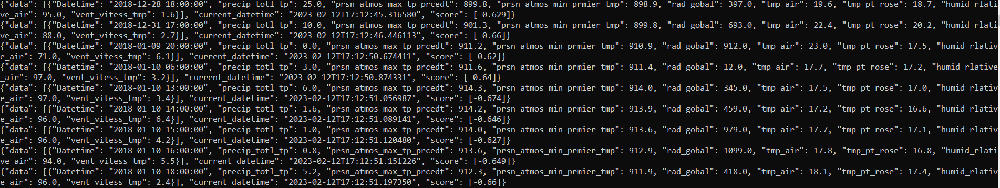 {"data": [{"Datetime": "2018-12-28 18:00:00", "precip_totl_tp": 25.0, "prsn_atmos_max_tp_prcedt": 899.8, "prsn_atmos_min_prmier_tmp": 898.9, "rad_gobal": 397.0, "tmp_air": 19.6, "tmp_pt_rose": 18.7, "humid_rlati
ve_air": 95.0, "vent_vitess_tmp": 1.6}], "current_datetime": "2023-02-12T17:12:45.316580", "score": [-0.629]}
{"data": [{"Datetime": "2018-12-31 17:00:00", "precip_totl_tp": 10.0, "prsn_atmos_max_tp_prcedt": 901.3, "prsn_atmos_min_prmier_tmp": 899.8, "rad_gobal": 693.0, "tmp_air": 22.4, "tmp_pt_rose": 20.2, "humid_rlati
ve_air": 88.0, "vent_vitess_tmp": 2.7}], "current_datetime": "2023-02-12T17:12:46.446113", "score": [-0.66]}
{"data": [{"Datetime": "2018-01-09 20:00:00", "precip_totl_tp": 0.0, "prsn_atmos_max_tp_prcedt": 911.2, "prsn_atmos_min_prmier_tmp": 910.9, "rad_gobal": 912.0, "tmp_air": 23.0, "tmp_pt_rose": 17.5, "humid_rlativ
e_air": 71.0, "vent_vitess_tmp": 6.1}], "current_datetime": "2023-02-12T17:12:50.674411", "score": [-0.62]}
{"data": [{"Datetime": "2018-01-10 06:00:00", "precip_totl_tp": 3.0, "prsn_atmos_max_tp_prcedt": 911.6, "prsn_atmos_min_prmier_tmp": 911.4, "rad_gobal": 12.0, "tmp_air": 17.7, "tmp_pt_rose": 17.2, "humid_rlative
_air": 97.0, "vent_vitess_tmp": 3.2}], "current_datetime": "2023-02-12T17:12:50.874331", "score": [-0.64]}
{"data": [{"Datetime": "2018-01-10 13:00:00", "precip_totl_tp": 6.0, "prsn_atmos_max_tp_prcedt": 914.3, "prsn_atmos_min_prmier_tmp": 914.0, "rad_gobal": 345.0, "tmp_air": 17.5, "tmp_pt_rose": 17.0, "humid_rlativ
e_air": 97.0, "vent_vitess_tmp": 3.4}], "current_datetime": "2023-02-12T17:12:51.056987", "score": [-0.674]}
{"data": [{"Datetime": "2018-01-10 14:00:00", "precip_totl_tp": 1.6, "prsn_atmos_max_tp_prcedt": 914.2, "prsn_atmos_min_prmier_tmp": 913.9, "rad_gobal": 459.0, "tmp_air": 17.2, "tmp_pt_rose": 16.6, "humid_rlativ
e_air": 96.0, "vent_vitess_tmp": 6.4}], "current_datetime": "2023-02-12T17:12:51.089141", "score": [-0.646]}
{"data": [{"Datetime": "2018-01-10 15:00:00", "precip_totl_tp": 1.0, "prsn_atmos_max_tp_prcedt": 914.0, "prsn_atmos_min_prmier_tmp": 913.6, "rad_gobal": 979.0, "tmp_air": 17.7, "tmp_pt_rose": 17.1, "humid_rlativ
e_air": 96.0, "vent_vitess_tmp": 4.2}], "current_datetime": "2023-02-12T17:12:51.120480", "score": [-0.627]}
{"data": [{"Datetime": "2018-01-10 16:00:00", "precip_totl_tp": 0.8, "prsn_atmos_max_tp_prcedt": 913.6, "prsn_atmos_min_prmier_tmp": 912.9, "rad_gobal": 1099.0, "tmp_air": 17.8, "tmp_pt_rose": 16.8, "humid_rlati
ve_air": 94.0, "vent_vitess_tmp": 5.5}], "current_datetime": "2023-02-12T17:12:51.151226", "score": [-0.649]}
{"data": [{"Datetime": "2018-01-10 18:00:00", "precip_totl_tp": 5.2, "prsn_atmos_max_tp_prcedt": 912.3, "prsn_atmos_min_prmier_tmp": 911.9, "rad_gobal": 418.0, "tmp_air": 18.1, "tmp_pt_rose": 17.4, "humid_rlativ
e_air": 96.0, "vent_vitess_tmp": 2.4}], "current_datetime": "2023-02-12T17:12:51.197350", "score": [-0.66]}